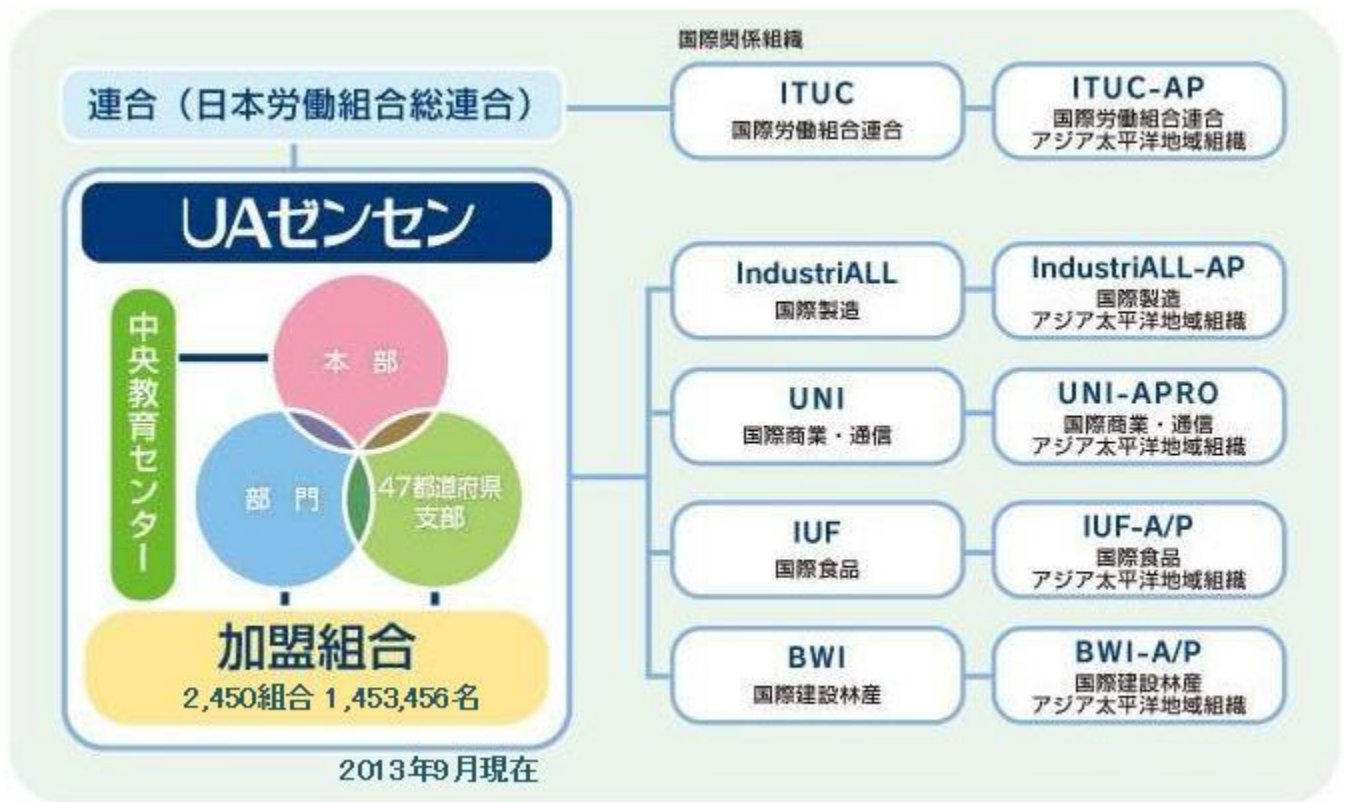 国際関係組織
連合（日本労働組合総連合）
ITUC
国際労働組合連合
ITUC-AP
国際労働組合連合
アジア太平洋地域組織
UAゼンセン
中央教育センター
本 部
部 門
47都道府県
支部
加盟組合
2,450組合 1,453,456名
2013年9月現在
IndustriALL
国際製造
IndustriALL-AP
国際製造
アジア太平洋地域組織
UNI
国際商業・通信
UNI-APRO
国際商業・通信
アジア太平洋地域組織
IUF
国際食品
IUF-A/P
国際食品
アジア太平洋地域組織
BWI
国際建設林産
BWI-A/P
国際建設林産
アジア太平洋地域組織